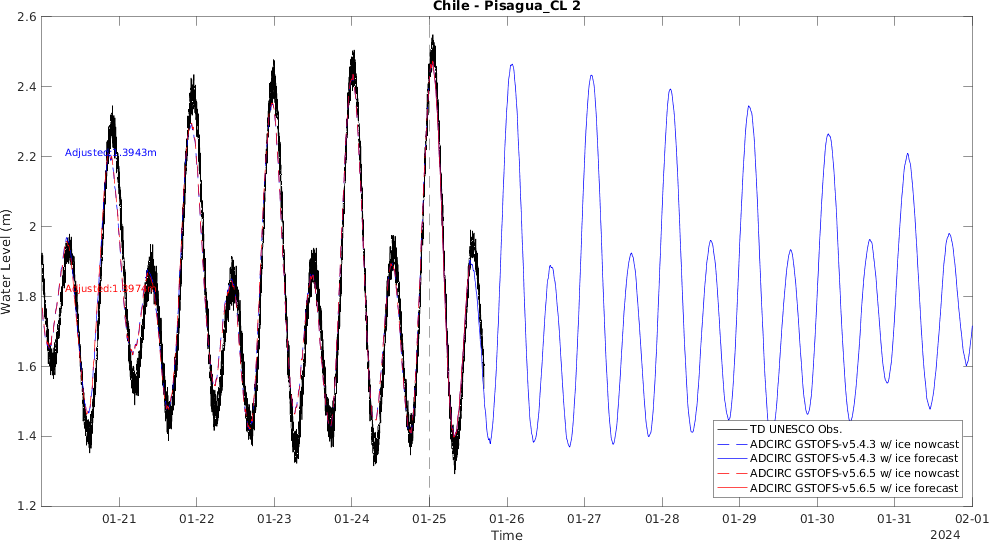 Chile - Pisagua_CL 2
2.6
2.4
2.2
2
1.8
1.6
1.4
1.2
Water Level (m)
Adjusted: .3943m
Adjusted:1.
TD UNESCO Obs.
ADCIRC GSTOFS-v5.4.3 w/ ice nowcast
ADCIRC GSTOFS-v5.4.3 w/ ice forecast
ADCIRC GSTOFS-v5.6.5 w/ ice nowcast
ADCIRC GSTOFS-v5.6.5 w/ ice forecast
01-21 01-22 01-23 01-24 01-25 01-26 01-27 01-28 01-29 01-30 01-31 02-01
Time
2024